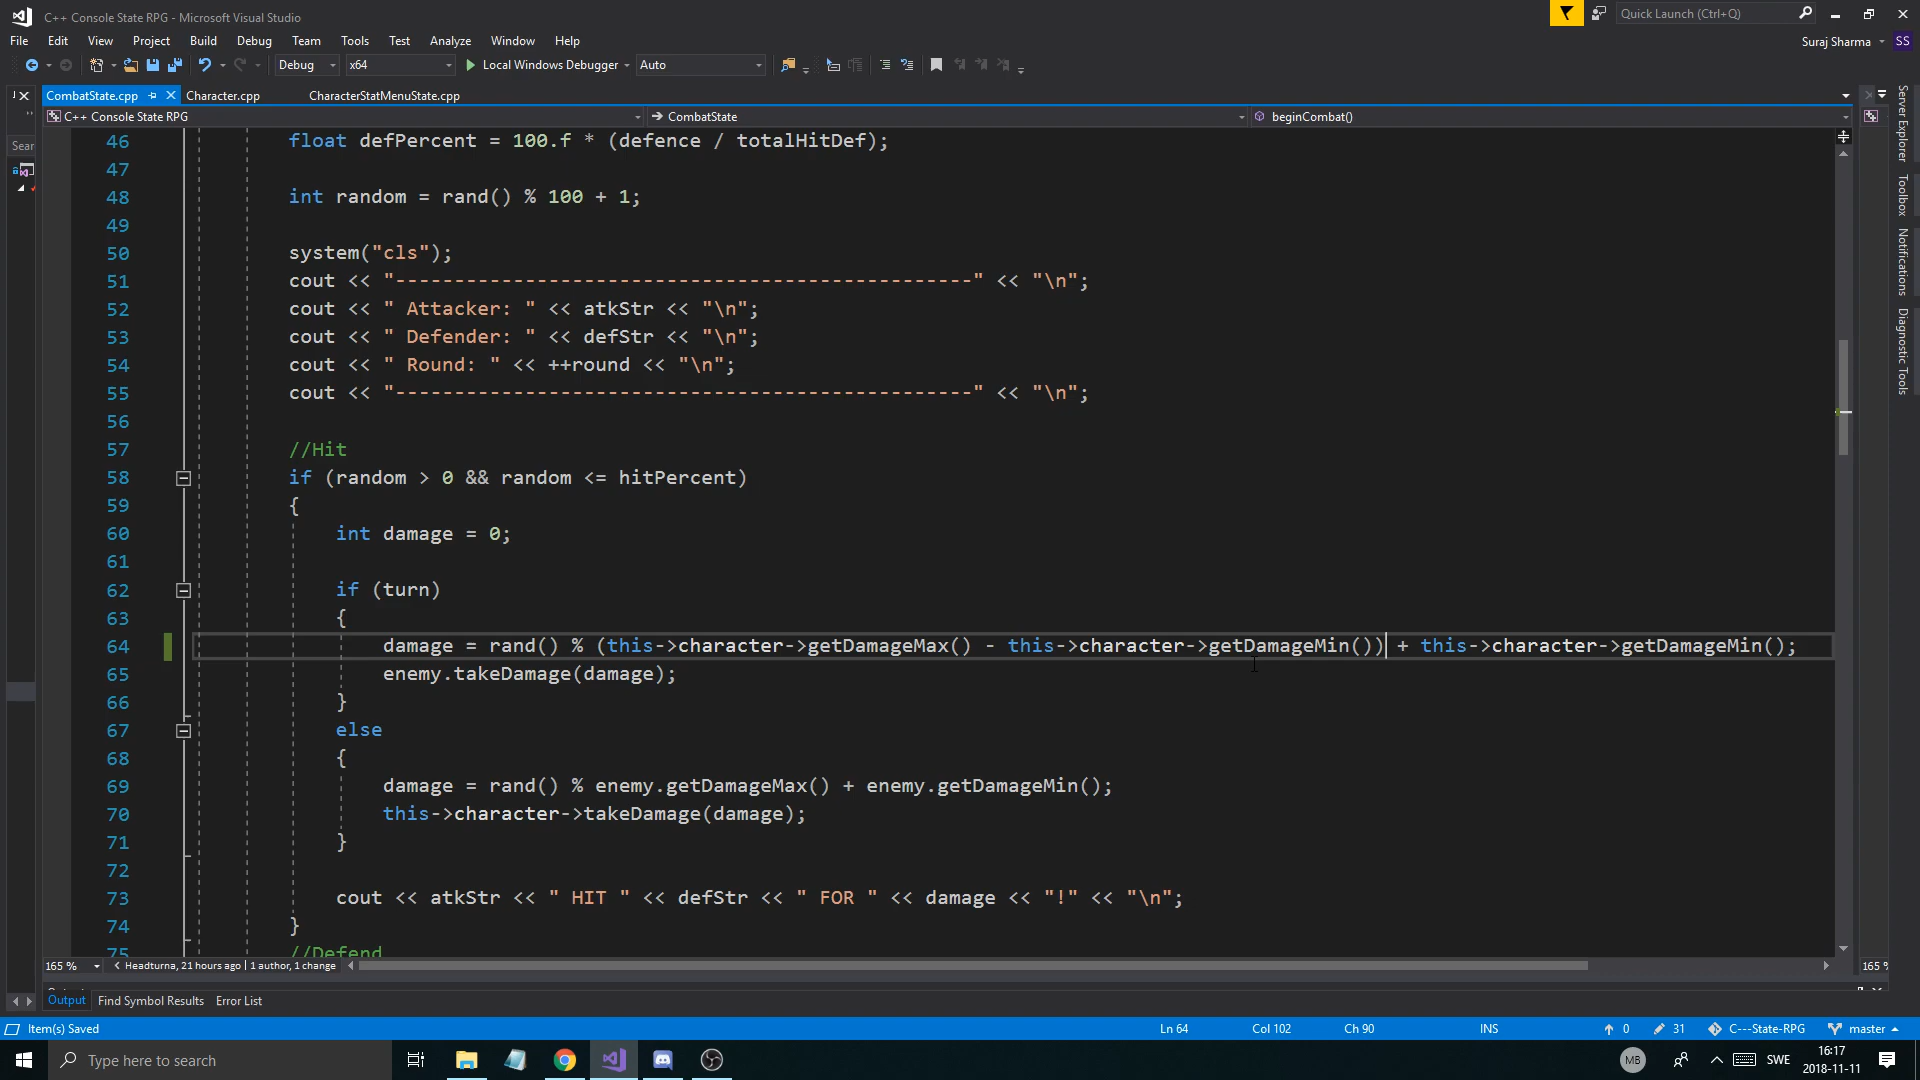 C++ Console State RPG - Microsoft Visual Studio
Quick Launch (Ctrl+Q)
File Edit View Project Build Debug Team Tools Test Analyze Window Help
Suraj Sharma SS
Debug x64 Local Windows Debugger Auto
CombatState.cpp Character.cpp CharacterStatMenuState.cpp
C++ Console State RPG CombatState beginCombat()
Sear
Server Explorer
Toolbox
Notifications
Diagnostic Tools
46 float defPercent = 100.f * (defence / totalHitDef);
47
48 int random = rand() % 100 + 1;
49
50 system("cls");
51 cout << "-------------------------------------------------" << "\n";
52 cout << " Attacker: " << atkStr << "\n";
53 cout << " Defender: " << defStr << "\n";
54 cout << " Round: " << ++round << "\n";
55 cout << "-------------------------------------------------" << "\n";
56
57 //Hit
58 if (random > 0 && random <= hitPercent)
59 {
60 int damage = 0;
61
62 if (turn)
63 {
64 damage = rand() % (this->character->getDamageMax() - this->character->getDamageMin()) + this->character->getDamageMin();
65 enemy.takeDamage(damage);
66 }
67 else
68 {
69 damage = rand() % enemy.getDamageMax() + enemy.getDamageMin();
70 this->character->takeDamage(damage);
71 }
72
73 cout << atkStr << " HIT " << defStr << " FOR " << damage << "!" << "\n";
74 }
75 //Defend
165 % Headturna, 21 hours ago | 1 author, 1 change 165 %
Output Find Symbol Results Error List
Item(s) Saved Ln 64 Col 102 Ch 90 INS 0 31 C---State-RPG master
Type here to search MB SWE 16:17
2018-11-11